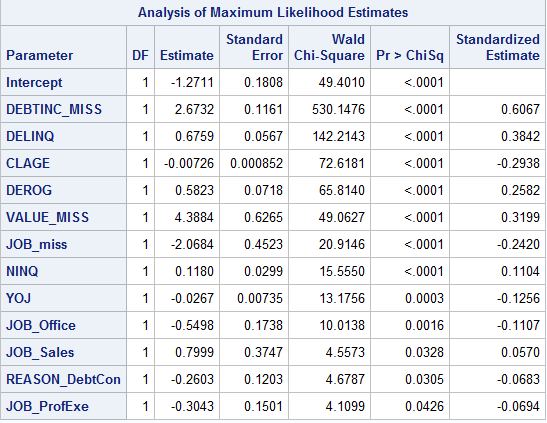 Analysis of Maximum Likelihood Estimates
Parameter DF Estimate Standard Error Wald Chi-Square Pr > ChiSq Standardized Estimate
Intercept 1 -1.2711 0.1808 49.4010 <.0001
DEBTINC_MISS 1 2.6732 0.1161 530.1476 <.0001 0.6067
DELINQ 1 0.6759 0.0567 142.2143 <.0001 0.3842
CLAGE 1 -0.00726 0.000852 72.6181 <.0001 -0.2938
DEROG 1 0.5823 0.0718 65.8140 <.0001 0.2582
VALUE_MISS 1 4.3884 0.6265 49.0627 <.0001 0.3199
JOB_miss 1 -2.0684 0.4523 20.9146 <.0001 -0.2420
NINQ 1 0.1180 0.0299 15.5550 <.0001 0.1104
YOJ 1 -0.0267 0.00735 13.1756 0.0003 -0.1256
JOB_Office 1 -0.5498 0.1738 10.0138 0.0016 -0.1107
JOB_Sales 1 0.7999 0.3747 4.5573 0.0328 0.0570
REASON_DebtCon 1 -0.2603 0.1203 4.6787 0.0305 -0.0683
JOB_ProfExe 1 -0.3043 0.1501 4.1099 0.0426 -0.0694